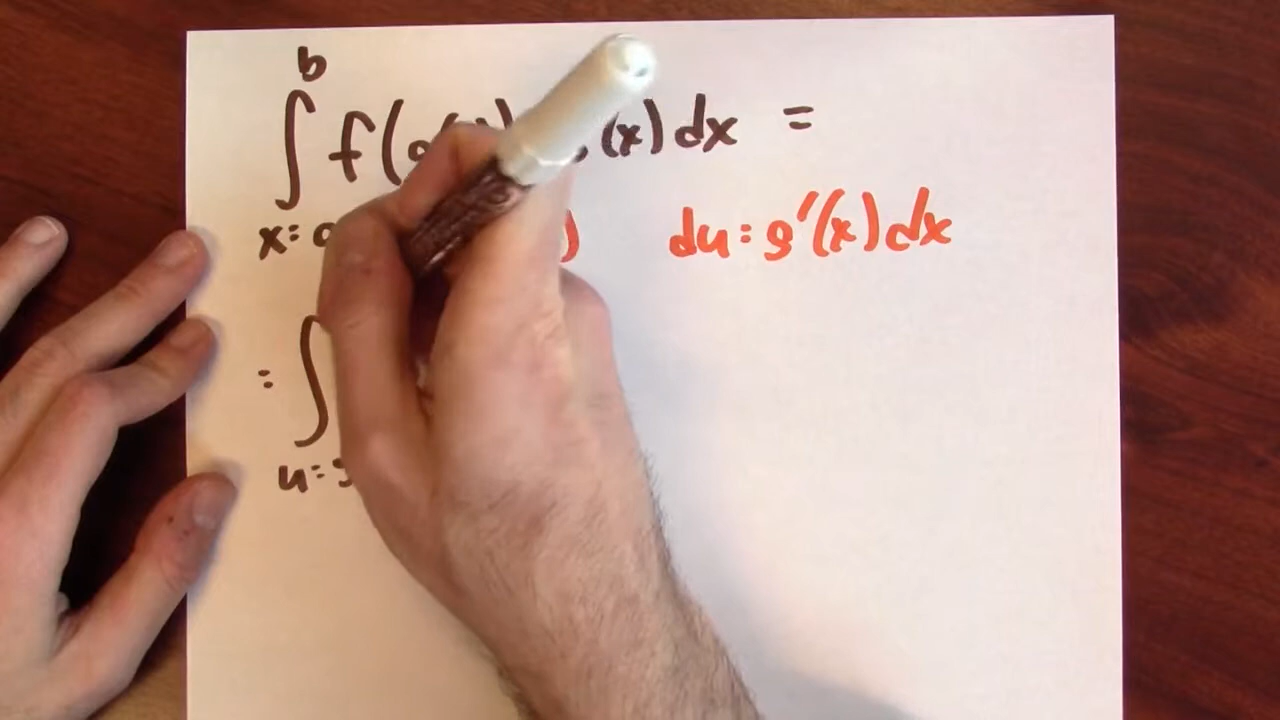 b
∫ f(g(x) (x) dx =
x= ) du = g'(x) dx
= ∫
u = g